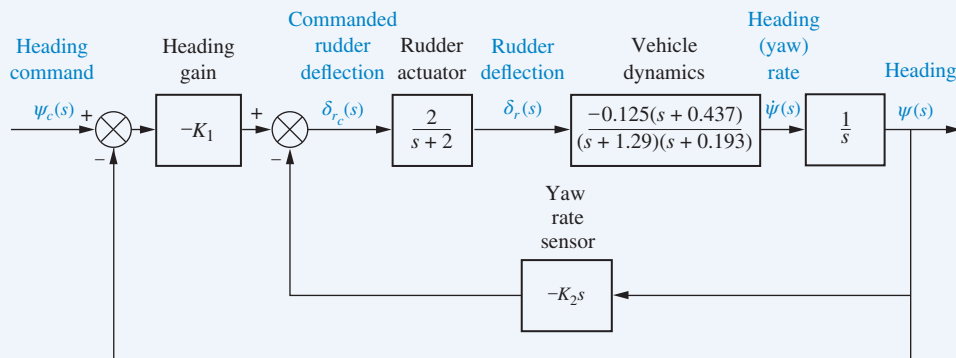 Heading
command
Heading
gain
Commanded
rudder
deflection
Rudder
actuator
Rudder
deflection
Vehicle
dynamics
Heading
(yaw)
rate
Heading
ψc(s)
+
−
−K1
+
−
δrc(s)
2
s + 2
δr(s)
−0.125(s + 0.437)
(s + 1.29)(s + 0.193)
ψ̇(s)
1
s
ψ(s)
Yaw
rate
sensor
−K2s